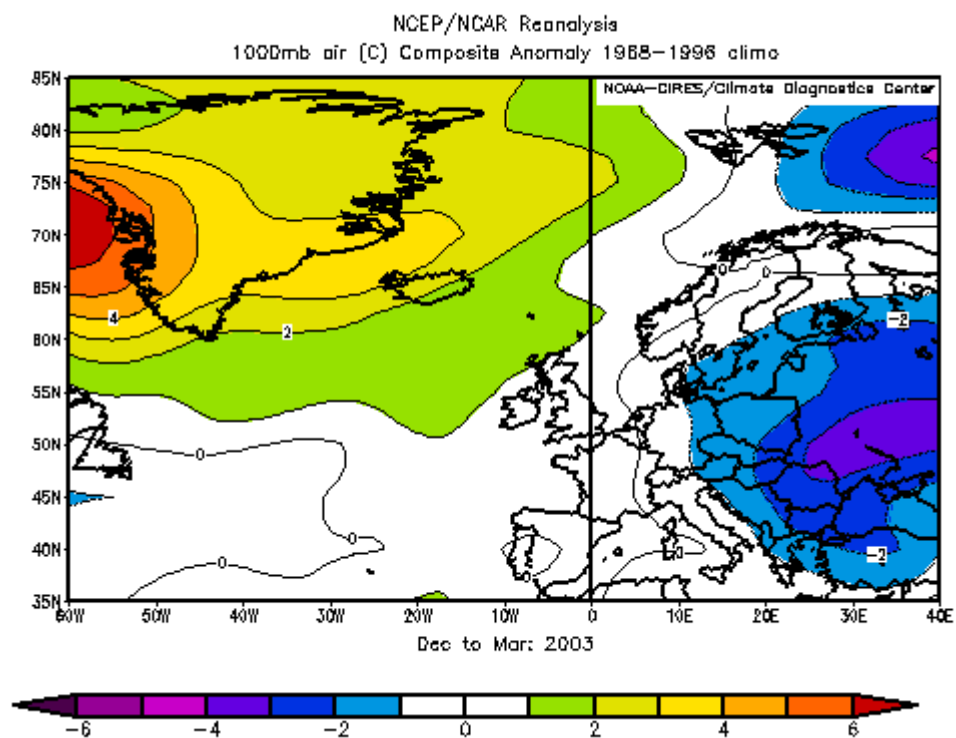 NCEP/NCAR Reanalysis
1000mb air (C) Composite Anomaly 1968-1996 climo
NOAA-CIRES/Climate Diagnostics Center
85N
80N
75N
70N
65N
60N
55N
50N
45N
40N
35N
4
2
0
0
0
0
0
0
0
-2
-2
60W 50W 40W 30W 20W 10W 0 10E 20E 30E 40E
Dec to Mar: 2003
-6 -4 -2 0 2 4 6